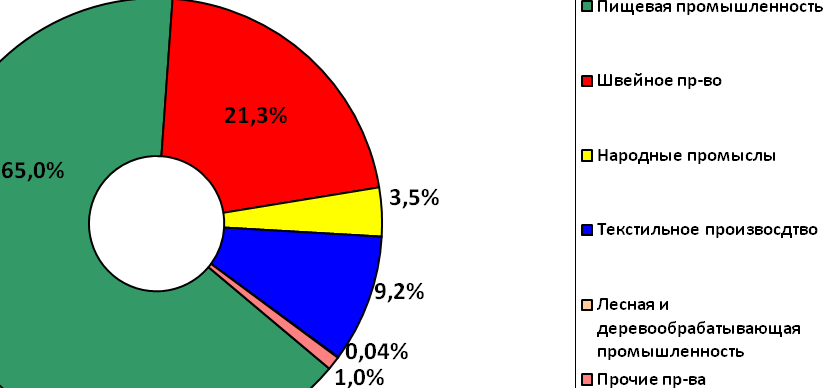 65,0%
21,3%
3,5%
9,2%
0,04%
1,0%
Пищевая промышленность
Швейное пр-во
Народные промыслы
Текстильное произвосдтво
Лесная и
деревообрабатывающая
промышленность
Прочие пр-ва